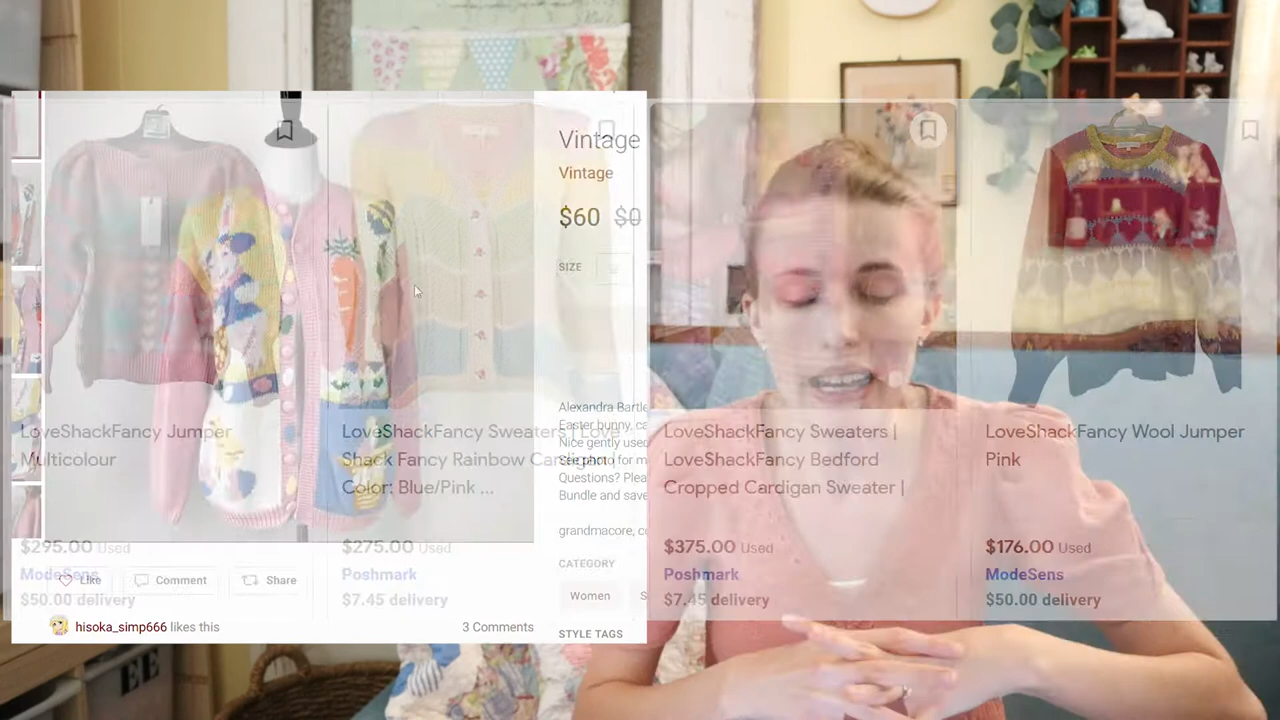 Vintage
Vintage
$60 $0
SIZE
Alexandra Bartle
Easter bunny, ca
Nice gently used
See photo for m
Questions? Plea
Bundle and save
grandmacore, co
CATEGORY
Women
STYLE TAGS
Like
Comment
Share
hisoka_simp666 likes this
3 Comments
LoveShackFancy Jumper
Multicolour
$295.00 Used
ModeSens
$50.00 delivery
LoveShackFancy Sweaters | Love
Shack Fancy Rainbow Cardigan |
Color: Blue/Pink ...
$275.00 Used
Poshmark
$7.45 delivery
LoveShackFancy Sweaters |
LoveShackFancy Bedford
Cropped Cardigan Sweater |
$375.00 Used
Poshmark
$7.45 delivery
LoveShackFancy Wool Jumper
Pink
$176.00 Used
ModeSens
$50.00 delivery